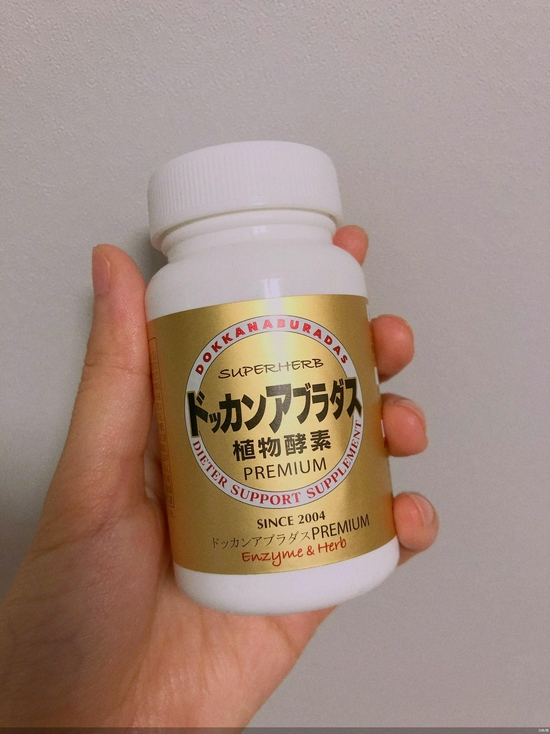 DOKKANABURADAS
SUPERHERB
ドッカンアブラダス
植物酵素
PREMIUM
DIETER SUPPORT SUPPLEMENT
SINCE 2004
ドッカンアブラダスPREMIUM
Enzyme & Herb